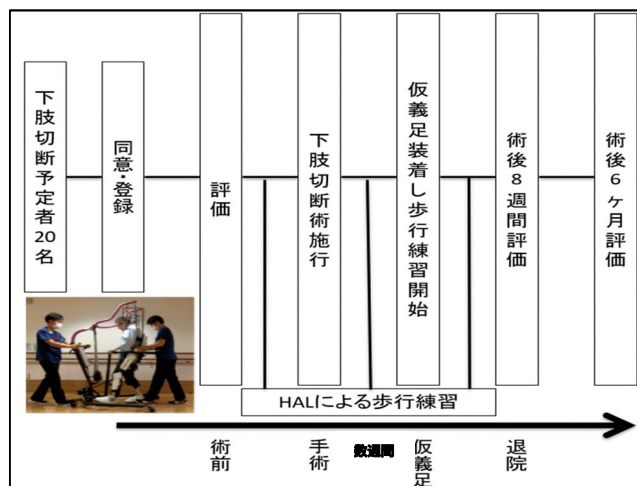 下肢切断予定者20名
同意・登録
評価
下肢切断術施行
仮義足装着し歩行練習開始
術後8週間評価
術後6ヶ月評価
HALによる歩行練習
術前
手術
数週間
仮義足
退院